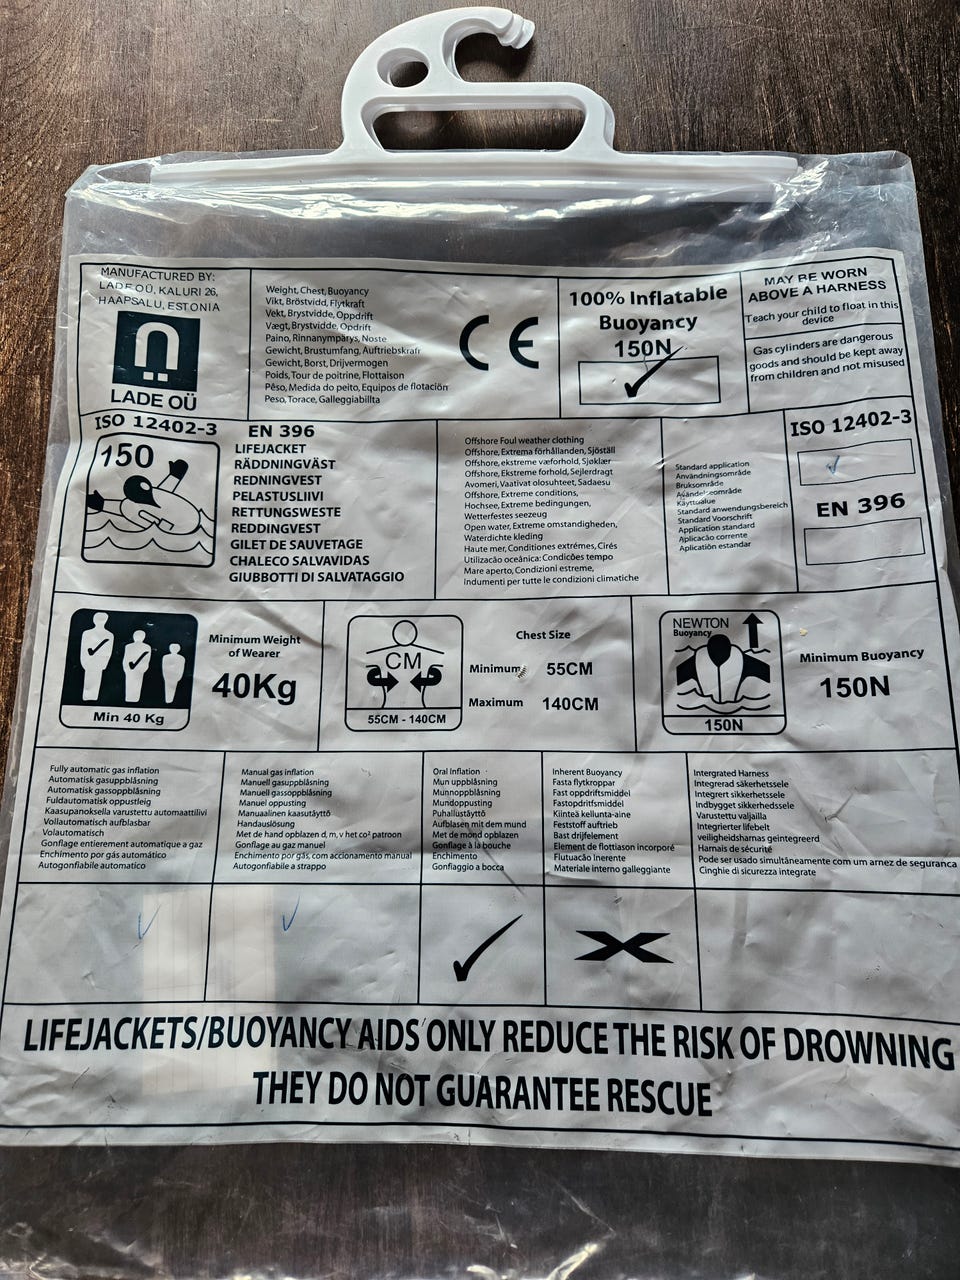 MANUFACTURED BY:
LADE OÜ, KALURI 26,
HAAPSALU, ESTONIA
LADE OÜ
Weight, Chest, Buoyancy
Vikt, Bröstvidd, Flytkraft
Vekt, Brystvidde, Oppdrift
Vægt, Brystvidde, Opdrift
Paino, Rinnanympärys, Noste
Gewicht, Brustumfang, Auftriebskraft
Gewicht, Borst, Drijvermogen
Poids, Tour de poitrine, Flottaison
Pêso, Medida do peito, Equipos de flotación
Peso, Torace, Galleggiabillta
CE
100% Inflatable
Buoyancy
150N
MAY BE WORN
ABOVE A HARNESS
Teach your child to float in this
device
Gas cylinders are dangerous
goods and should be kept away
from children and not misused
ISO 12402-3
150
EN 396
LIFEJACKET
RÄDDNINGVÄST
REDNINGVEST
PELASTUSLIIVI
RETTUNGSWESTE
REDDINGVEST
GILET DE SAUVETAGE
CHALECO SALVAVIDAS
GIUBBOTTI DI SALVATAGGIO
Offshore Foul weather clothing
Offshore, Extrema förhållanden, Sjöställ
Offshore, ekstreme væforhold, Sjøklær
Offshore, Ekstreme forhold, Sejlerdragt
Avomeri, Vaativat olosuhteet, Sadaesu
Offshore, Extreme conditions,
Hochsee, Extreme bedingungen,
Wetterfestes seezeug
Open water, Extreme omstandigheden,
Waterdichte kleding
Haute mer, Conditiones extrémes, Cirés
Utilizacão oceânica: Condicões tempo
Mare aperto, Condizioni estreme,
Indumenti per tutte le condizioni climatiche
Standard application
Användningsområde
Bruksområde
Avändelseområde
Käyttöalue
Standard anwendungsbereich
Standard Voorschrift
Application standard
Aplicacão corrente
Aplicatión estandar
ISO 12402-3
EN 396
Min 40 Kg
Minimum Weight
of Wearer
40Kg
CM
55CM - 140CM
Chest Size
Minimum 55CM
Maximum 140CM
NEWTON
Buoyancy
150N
Minimum Buoyancy
150N
Fully automatic gas inflation
Automatisk gasuppblåsning
Automatisk gassoppblåsning
Fuldautomatisk oppustleig
Kaasupanoksella varustettu automaattilivi
Vollautomatisch aufblasbar
Volautomatisch
Gonflage entierement automatique a gaz
Enchimento por gás automático
Autogonfiabile automatico
Manual gas inflation
Manuell gasuppblåsning
Manuell gassoppblåsning
Manuel oppusting
Manuaalinen kaasutäyttö
Handauslösung
Met de hand opblazen d, m, v het co² patroon
Gonflage au gaz manuel
Enchimento por gás, com accionamento manual
Autogonfiabile a strappo
Oral Inflation
Mun uppblåsning
Munnoppblåsning
Mundoppusting
Puhallustäyttö
Aufblasen mit dem mund
Met de mond opblazen
Gonflage à la bouche
Enchimento
Gonfiaggio a bocca
Inherent Buoyancy
Fasta flytkroppar
Fast oppdriftsmiddel
Fastopdriftsmiddel
Kiinteä kellunta-aine
Feststoff auftrieb
Bast drijfelement
Element de flottiason incorporé
Flutuacão Inerente
Materiale interno galleggiante
Intergrated Harness
Integrerad säkerhetssele
Integrert sikkerhetssele
Indbygget sikkerhedssele
Varustettu valjailla
Integrierter lifebelt
veiligheidsharnas geintegreerd
Harnais de sécurité
Pode ser usado simultâneamente com um arnez de seguranca
Cinghie di sicurezza integrate
LIFEJACKETS/BUOYANCY AIDS ONLY REDUCE THE RISK OF DROWNING
THEY DO NOT GUARANTEE RESCUE